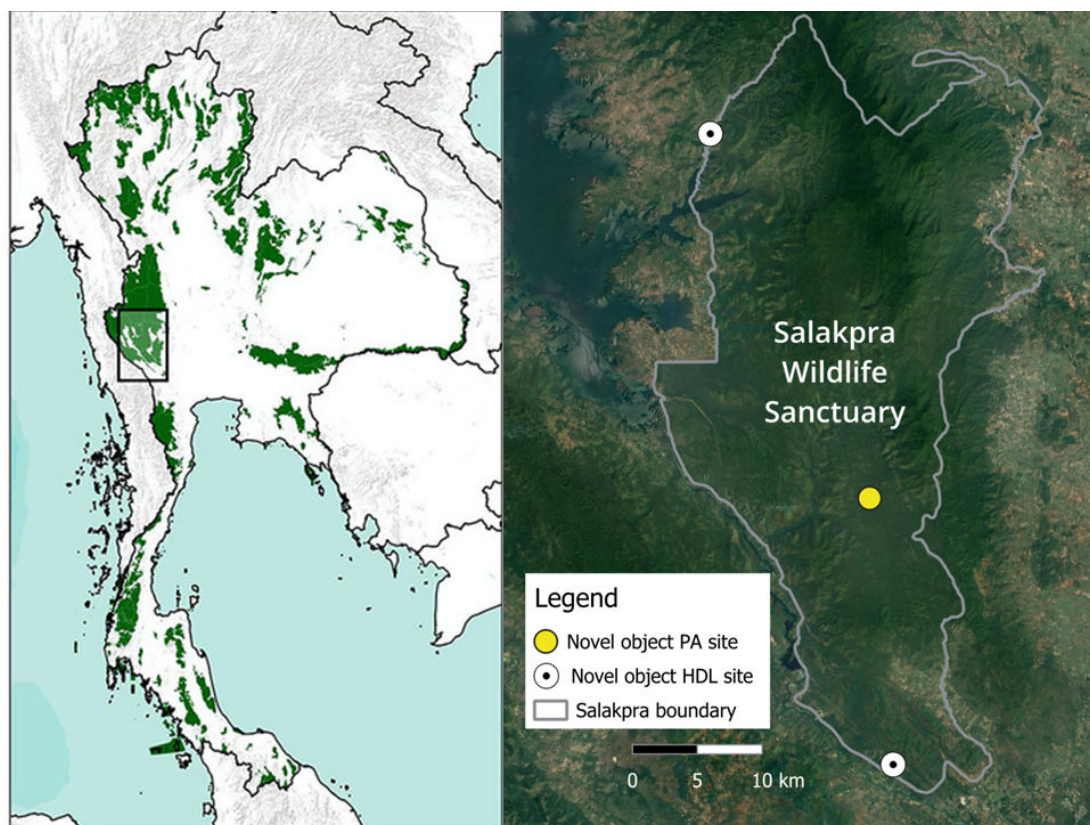 Salakpra
Wildlife
Sanctuary
Legend
Novel object PA site
Novel object HDL site
Salakpra boundary
0 5 10 km